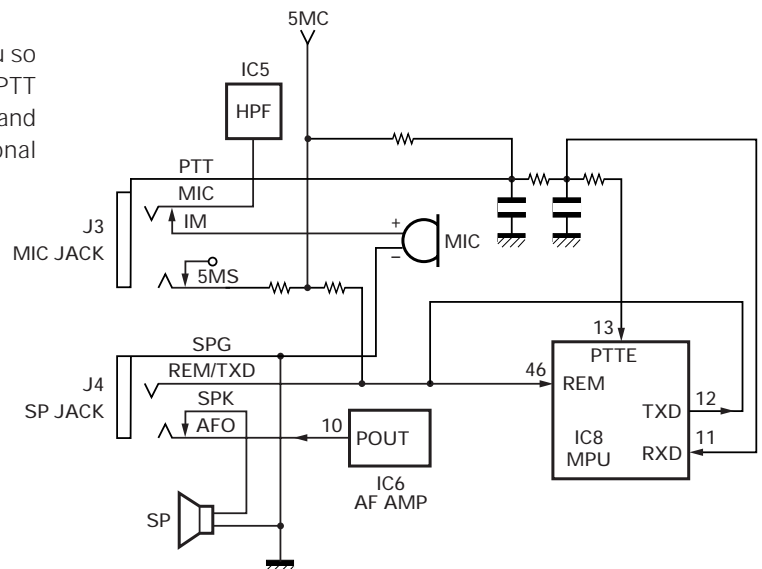 u so
PTT
and
onal
5MC
IC5
HPF
PTT
MIC
IM
J3
MIC JACK
5MS
+
−
MIC
SPG
REM/TXD
J4
SP JACK
SPK
AFO
SP
10
POUT
IC6
AF AMP
13
PTTE
46
REM
TXD
12
IC8
MPU
RXD
11